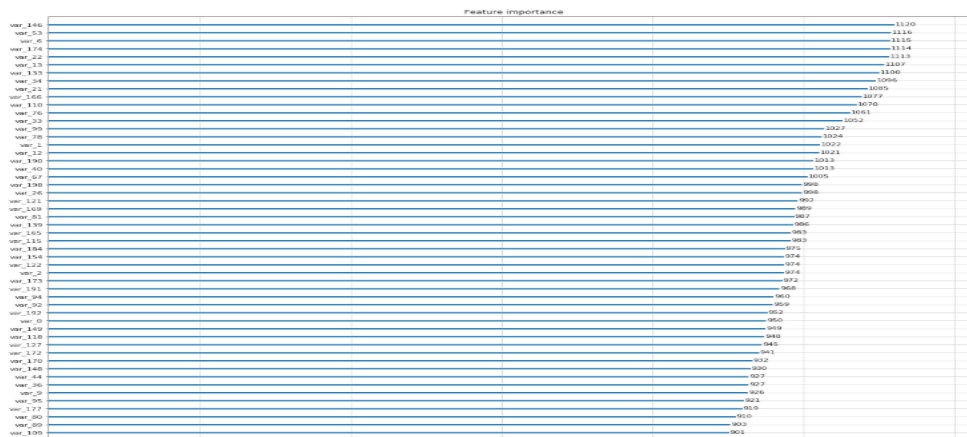 Feature importance
var_146 1120
var_53 1116
var_6 1115
var_174 1114
var_22 1113
var_13 1107
var_133 1100
var_34 1096
var_21 1085
var_166 1077
var_110 1070
var_76 1061
var_33 1052
var_99 1027
var_78 1024
var_1 1022
var_12 1021
var_190 1013
var_40 1013
var_67 1005
var_198 998
var_26 998
var_121 992
var_169 989
var_81 987
var_139 986
var_165 983
var_115 983
var_184 975
var_154 974
var_122 974
var_2 974
var_173 972
var_191 968
var_94 960
var_92 959
var_192 952
var_0 950
var_149 949
var_118 948
var_127 945
var_172 941
var_170 932
var_148 930
var_44 927
var_36 927
var_9 926
var_95 921
var_177 919
var_80 910
var_89 903
var_109 901